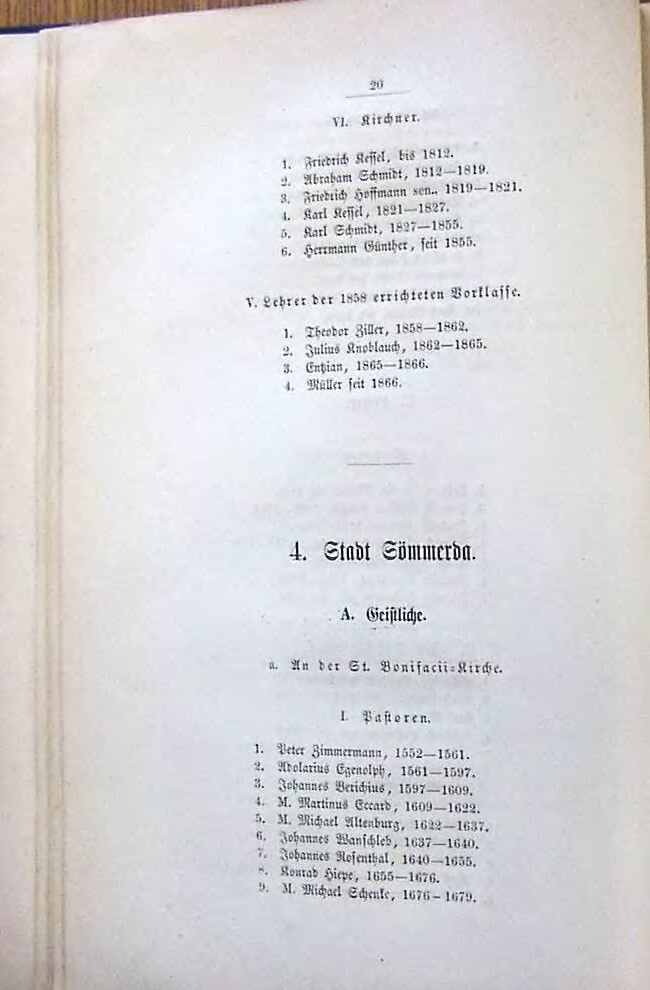 20
VI. Kirchner.
1. Friedrich Kessel, bis 1812.
2. Abraham Schmidt, 1812—1819.
3. Friedrich Hoffmann sen., 1819—1821.
4. Karl Kessel, 1821—1827.
5. Karl Schmidt, 1827—1855.
6. Herrmann Günther, seit 1855.
V. Lehrer der 1858 errichteten Vorklasse.
1. Theodor Ziller, 1858—1862.
2. Julius Knoblauch, 1862—1865.
3. Entzian, 1865—1866.
4. Müller seit 1866.
4. Stadt Sömmerda.
A. Geistliche.
a. An der St. Bonifacii-Kirche.
I. Pastoren.
1. Peter Zimmermann, 1552—1561.
2. Adolarius Egenolph, 1561—1597.
3. Johannes Berichius, 1597—1609.
4. M. Martinus Eccard, 1609—1622.
5. M. Michael Altenburg, 1622—1637.
6. Johannes Wanschleb, 1637—1640.
7. Johannes Rosenthal, 1640—1655.
8. Konrad Hiepe, 1655—1676.
9. M. Michael Schenke, 1676—1679.